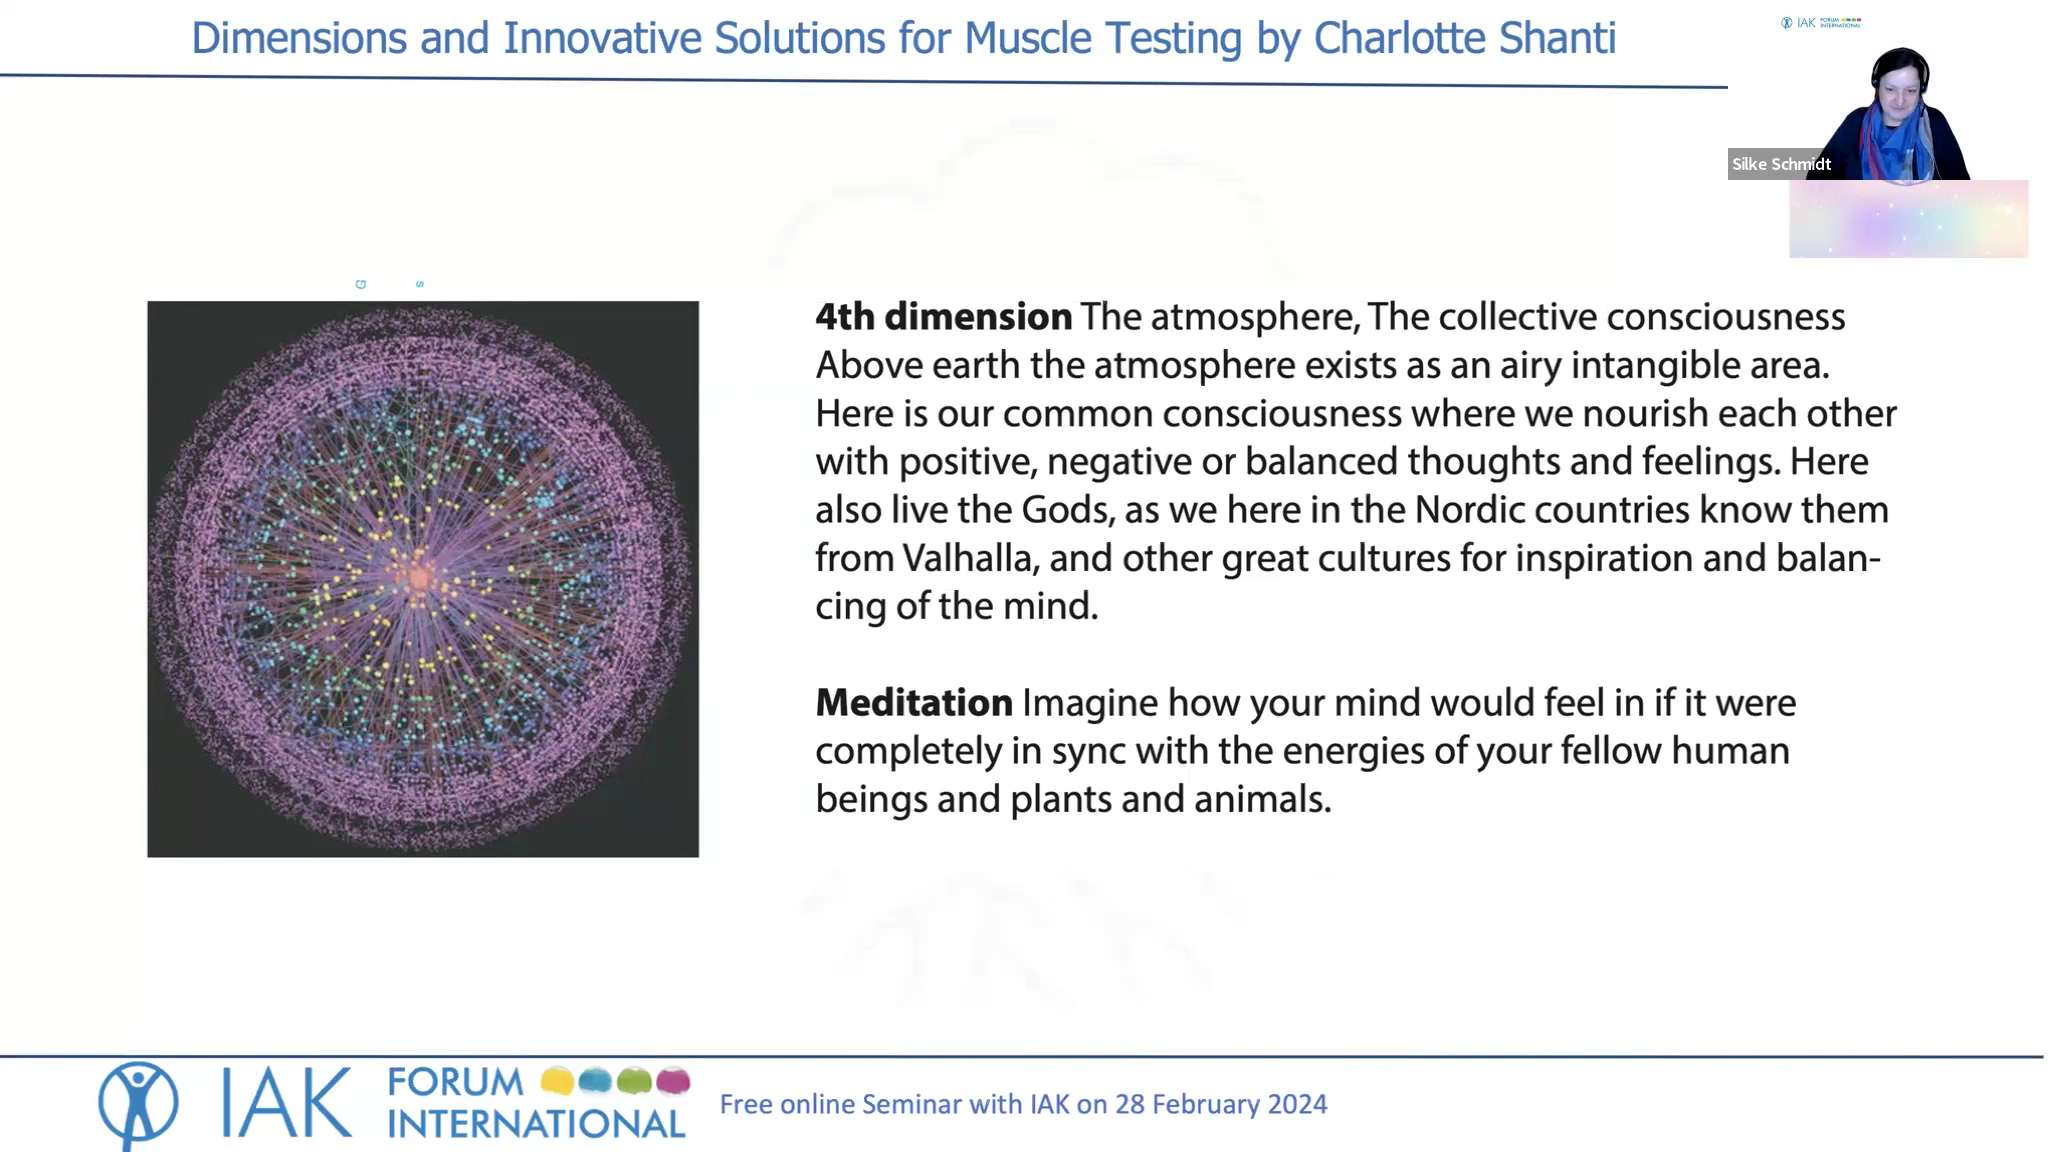 Dimensions and Innovative Solutions for Muscle Testing by Charlotte Shanti
IAK FORUM INTERNATIONAL
Silke Schmidt
G s
4th dimension The atmosphere, The collective consciousness
Above earth the atmosphere exists as an airy intangible area.
Here is our common consciousness where we nourish each other
with positive, negative or balanced thoughts and feelings. Here
also live the Gods, as we here in the Nordic countries know them
from Valhalla, and other great cultures for inspiration and balan-
cing of the mind.
Meditation Imagine how your mind would feel in if it were
completely in sync with the energies of your fellow human
beings and plants and animals.
IAK FORUM
INTERNATIONAL
Free online Seminar with IAK on 28 February 2024